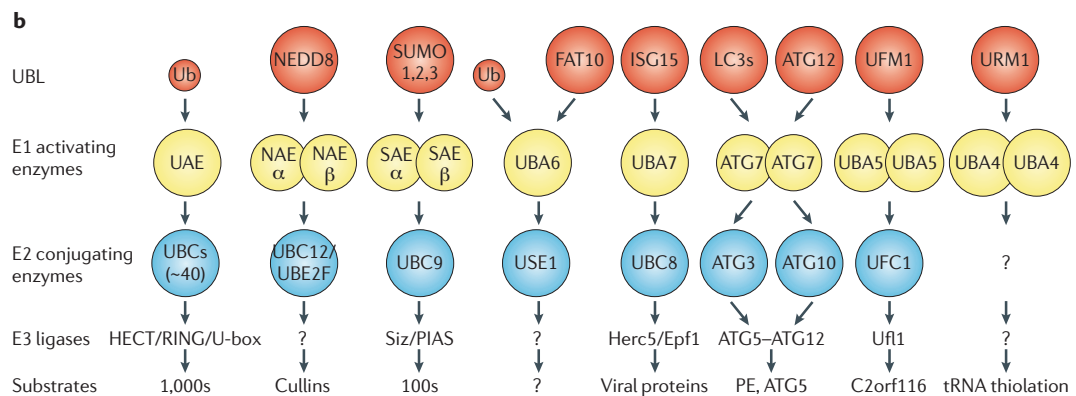 b
UBL
Ub
NEDD8
SUMO
1,2,3
Ub
FAT10
ISG15
LC3s
ATG12
UFM1
URM1
E1 activating
enzymes
UAE
NAE
α
NAE
β
SAE
α
SAE
β
UBA6
UBA7
ATG7
ATG7
UBA5
UBA5
UBA4
UBA4
E2 conjugating
enzymes
UBCs
(~40)
UBC12/
UBE2F
UBC9
USE1
UBC8
ATG3
ATG10
UFC1
?
E3 ligases
HECT/RING/U-box
?
Siz/PIAS
?
Herc5/Epf1
ATG5–ATG12
Ufl1
?
Substrates
1,000s
Cullins
100s
?
Viral proteins
PE, ATG5
C2orf116
tRNA thiolation